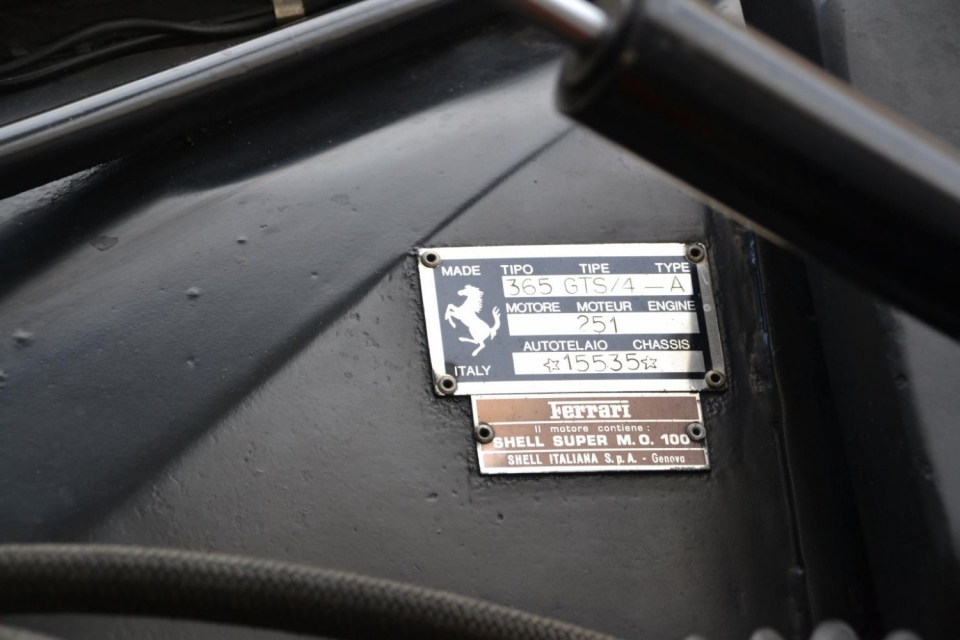 MADE TIPO TIPE TYPE
365 GTS/4 — A
MOTORE MOTEUR ENGINE
251
AUTOTELAIO CHASSIS
ITALY ☆15535☆
Ferrari
Il motore contiene:
SHELL SUPER M.O. 100
SHELL ITALIANA S.p.A. - Genova